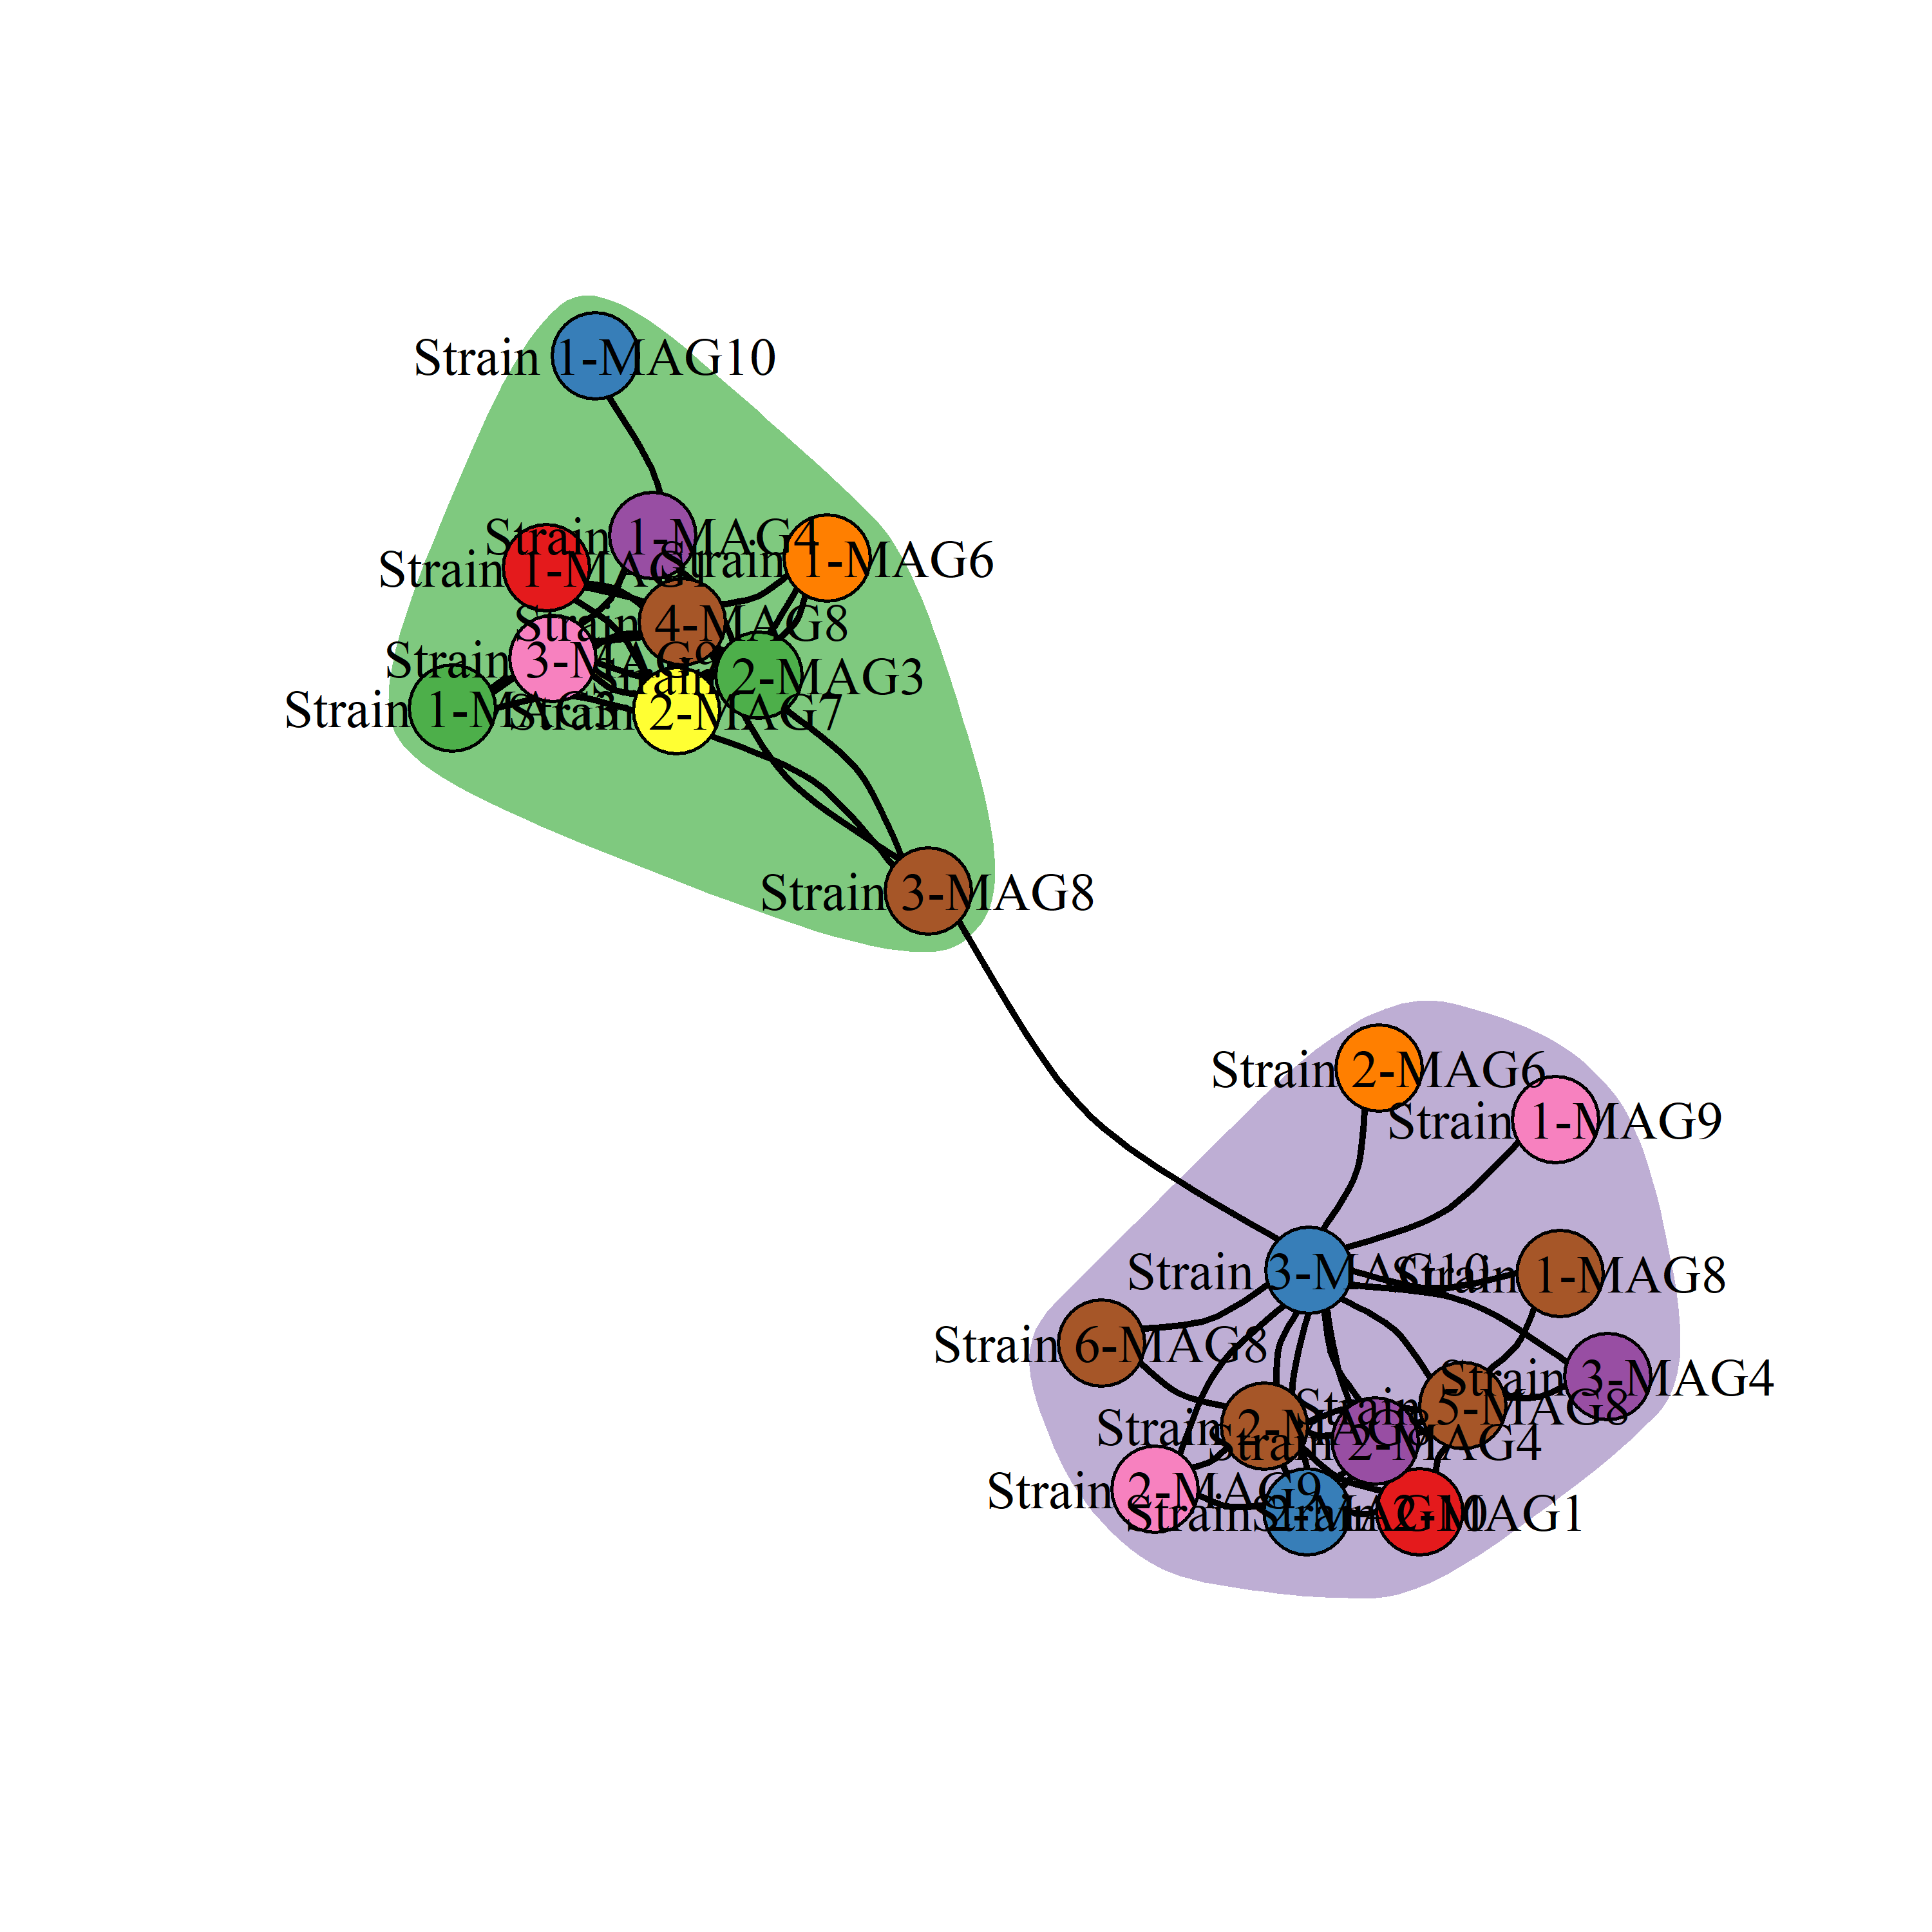 Strain 1-MAG10
Strain 1-MAG4
Strain 1-MAG6
Strain 1-MAG1
Strain 4-MAG8
Strain 3-MAG9
Strain 2-MAG3
Strain 1-MAG3
Strain 2-MAG7
Strain 3-MAG8
Strain 2-MAG6
Strain 1-MAG9
Strain 3-MAG10
Strain 1-MAG8
Strain 6-MAG8
Strain 3-MAG4
Strain 5-MAG8
Strain 2-MAG8
Strain 2-MAG4
Strain 2-MAG9
Strain 2-MAG10
Strain 2-MAG1